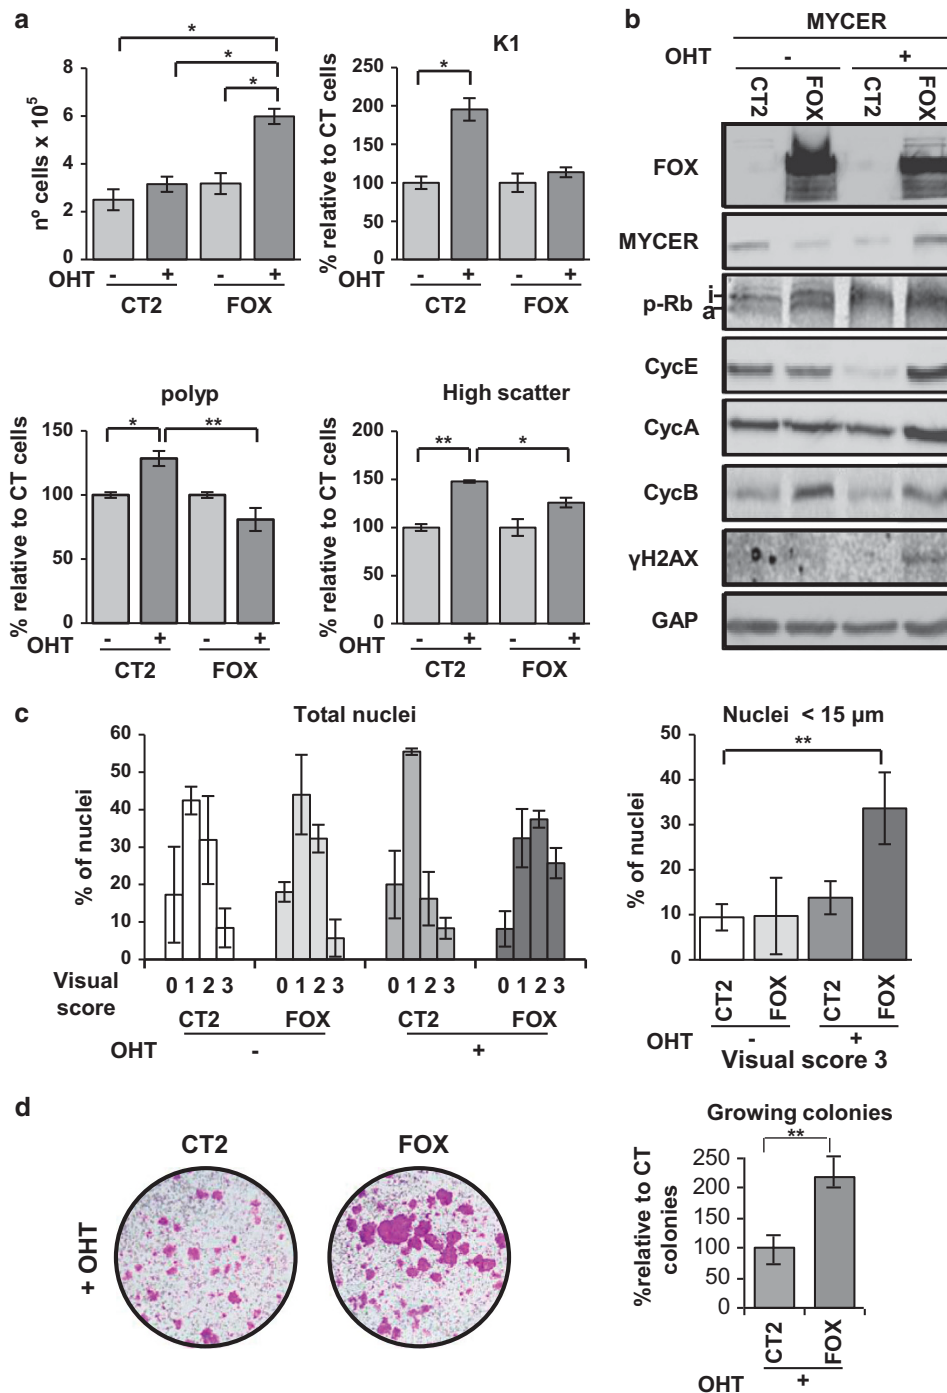 a
nº cells x 10⁵
8
6
4
2
0
*
*
*
OHT - + - +
CT2 FOX
K1
% relative to CT cells
250
200
150
100
50
0
*
OHT - + - +
CT2 FOX
polyp
% relative to CT cells
150
100
50
0
*
**
OHT - + - +
CT2 FOX
High scatter
% relative to CT cells
200
150
100
50
0
**
*
OHT - + - +
CT2 FOX
b
MYCER
OHT - +
CT2 FOX CT2 FOX
FOX
MYCER
p-Rb i
a
CycE
CycA
CycB
γH2AX
GAP
c
Total nuclei
% of nuclei
60
50
40
30
20
10
0
Visual score
0 1 2 3 0 1 2 3 0 1 2 3 0 1 2 3
CT2 FOX CT2 FOX
OHT - +
Nuclei < 15 µm
% of nuclei
50
40
30
20
10
0
**
CT2 FOX CT2 FOX
OHT - +
Visual score 3
d
CT2 FOX
+ OHT
Growing colonies
%relative to CT colonies
250
200
150
100
50
0
**
CT2 FOX
OHT +